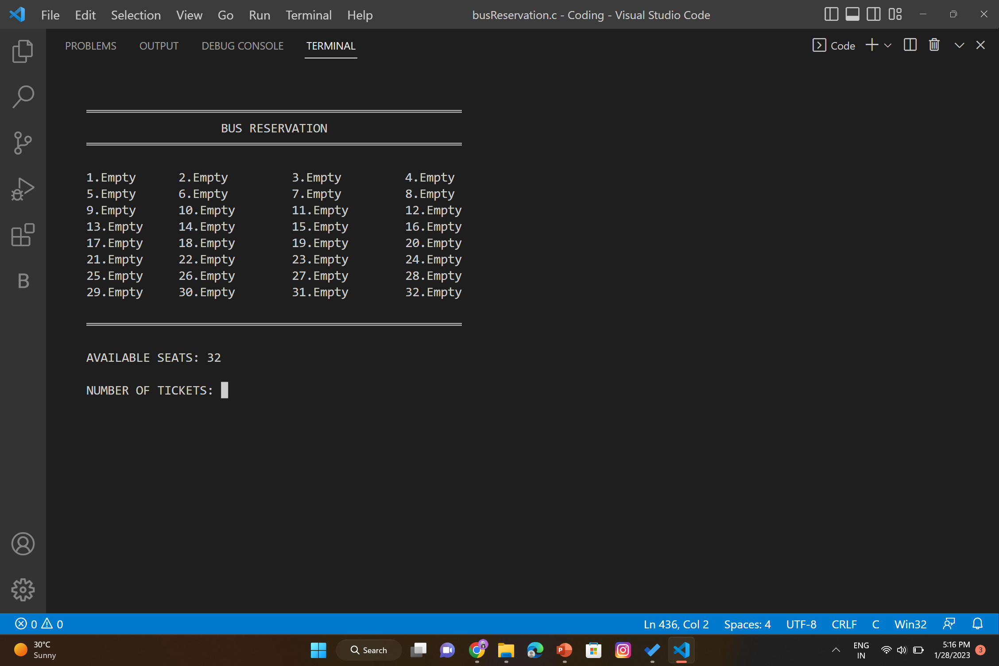 File Edit Selection View Go Run Terminal Help busReservation.c - Coding - Visual Studio Code
PROBLEMS OUTPUT DEBUG CONSOLE TERMINAL Code
BUS RESERVATION
1.Empty 2.Empty 3.Empty 4.Empty
5.Empty 6.Empty 7.Empty 8.Empty
9.Empty 10.Empty 11.Empty 12.Empty
13.Empty 14.Empty 15.Empty 16.Empty
17.Empty 18.Empty 19.Empty 20.Empty
21.Empty 22.Empty 23.Empty 24.Empty
25.Empty 26.Empty 27.Empty 28.Empty
29.Empty 30.Empty 31.Empty 32.Empty
B
AVAILABLE SEATS: 32
NUMBER OF TICKETS:
0 0 Ln 436, Col 2 Spaces: 4 UTF-8 CRLF C Win32
30°C
Sunny
Search
P
ENG
IN
5:16 PM
1/28/2023
3